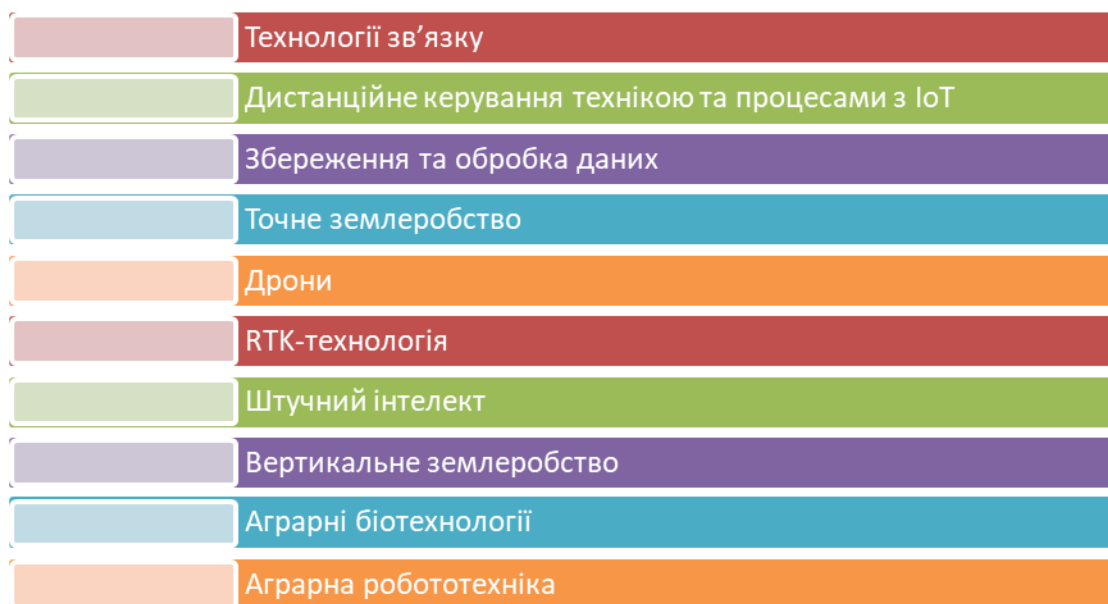 Технології зв’язку
Дистанційне керування технікою та процесами з ІоТ
Збереження та обробка даних
Точне землеробство
Дрони
RTK-технологія
Штучний інтелект
Вертикальне землеробство
Аграрні біотехнології
Аграрна робототехніка